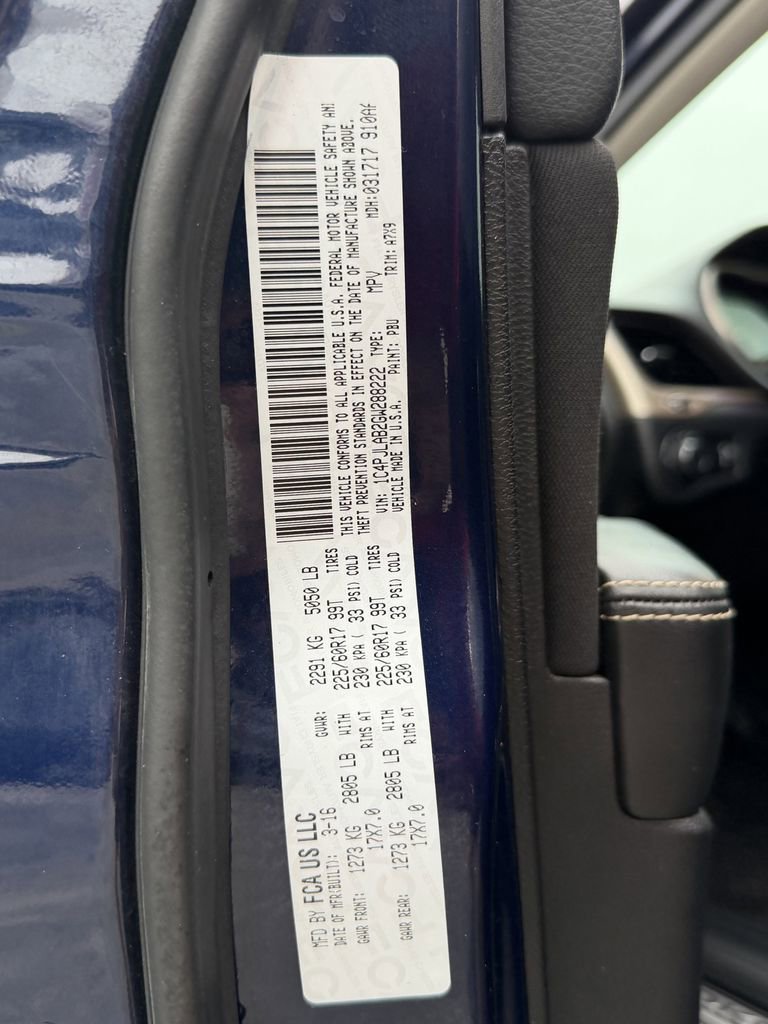 MFD BY FCA US LLC
DATE OF MFR(BUILT): 3-16 GVWR: 2291 KG 5050 LB
GAWR FRONT: 1273 KG 2805 LB WITH 225/60R17 99T TIRES
17X7.0 RIMS AT 230 KPA ( 33 PSI) COLD
GAWR REAR: 1273 KG 2805 LB WITH 225/60R17 99T TIRES
17X7.0 RIMS AT 230 KPA ( 33 PSI) COLD
THIS VEHICLE CONFORMS TO ALL APPLICABLE U.S.A. FEDERAL MOTOR VEHICLE SAFETY AND
THEFT PREVENTION STANDARDS IN EFFECT ON THE DATE OF MANUFACTURE SHOWN ABOVE.
VIN: 1C4PJLAB2GW288222 TYPE: MPV MDH:031717 910AF
VEHICLE MADE IN U.S.A. PAINT: PBU TRIM: A7X9